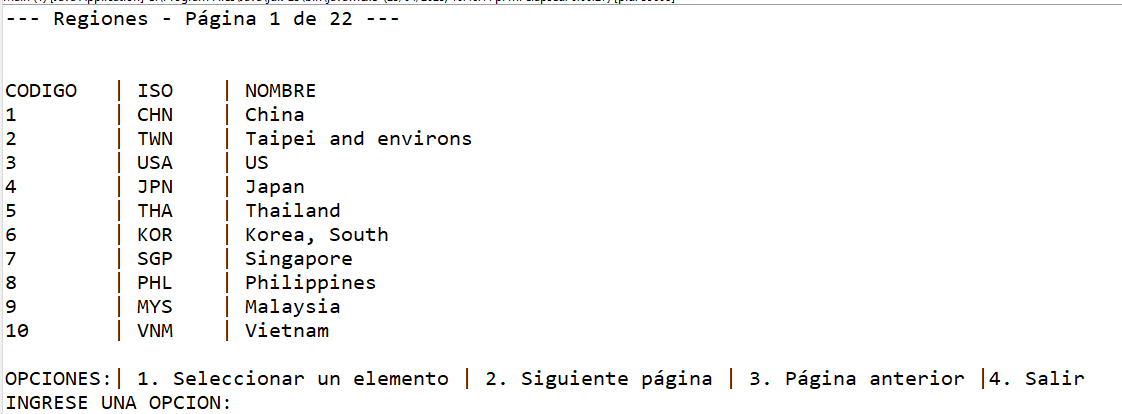 --- Regiones - Página 1 de 22 ---
CODIGO | ISO | NOMBRE
1 | CHN | China
2 | TWN | Taipei and environs
3 | USA | US
4 | JPN | Japan
5 | THA | Thailand
6 | KOR | Korea, South
7 | SGP | Singapore
8 | PHL | Philippines
9 | MYS | Malaysia
10 | VNM | Vietnam
OPCIONES:| 1. Seleccionar un elemento | 2. Siguiente página | 3. Página anterior |4. Salir
INGRESE UNA OPCION: